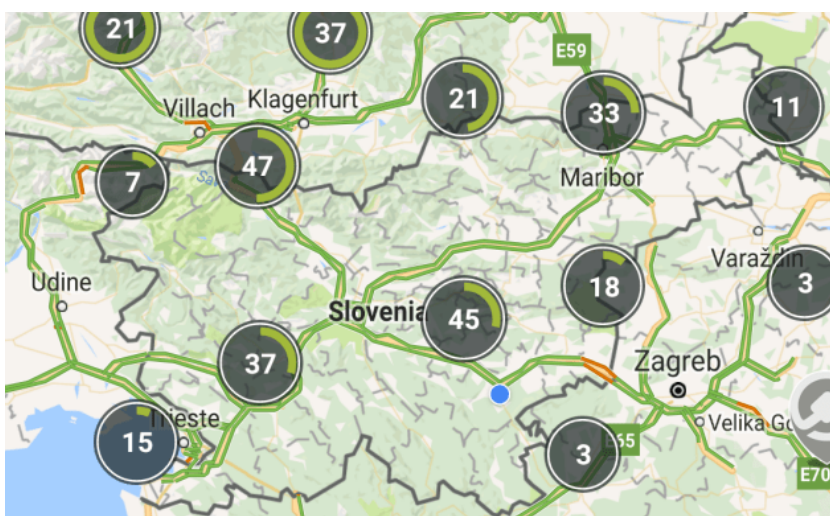 21
37
E59
21
33
11
Villach
Klagenfurt
47
7
Maribor
Varaždin
18
3
Udine
Slovenia
45
37
Zagreb
Trieste
15
Velika Go
3
E65
E70